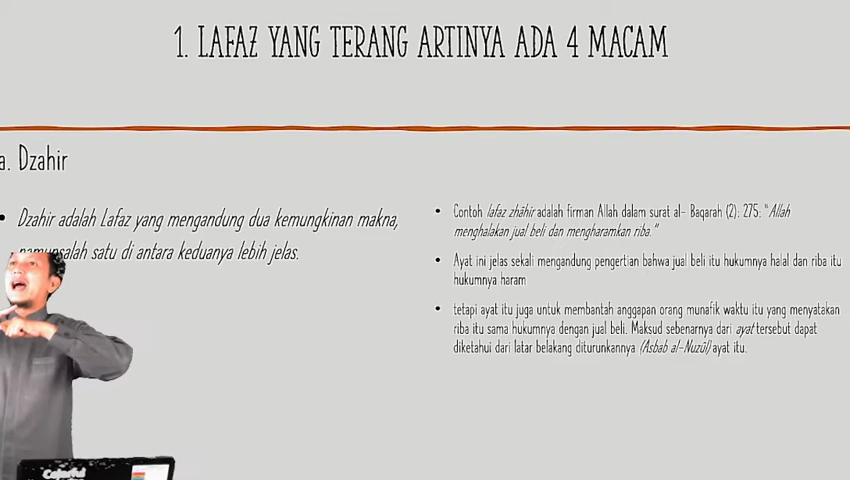 1. LAFAZ YANG TERANG ARTINYA ADA 4 MACAM
a. Dzahir
• Dzahir adalah Lafaz yang mengandung dua kemungkinan makna,
namun salah satu di antara keduanya lebih jelas.
• Contoh lafaz zhāhir adalah firman Allah dalam surat al- Baqarah (2); 275; "Allah
menghalakan jual beli dan mengharamkan riba."
• Ayat ini jelas sekali mengandung pengertian bahwa jual beli itu hukumnya halal dan riba itu
hukumnya haram
• tetapi ayat itu juga untuk membantah anggapan orang munafik waktu itu yang menyatakan
riba itu sama hukumnya dengan jual beli. Maksud sebenarnya dari ayat tersebut dapat
diketahui dari latar belakang diturunkannya (Asbab al-Nuzūl) ayat itu.
Colorful